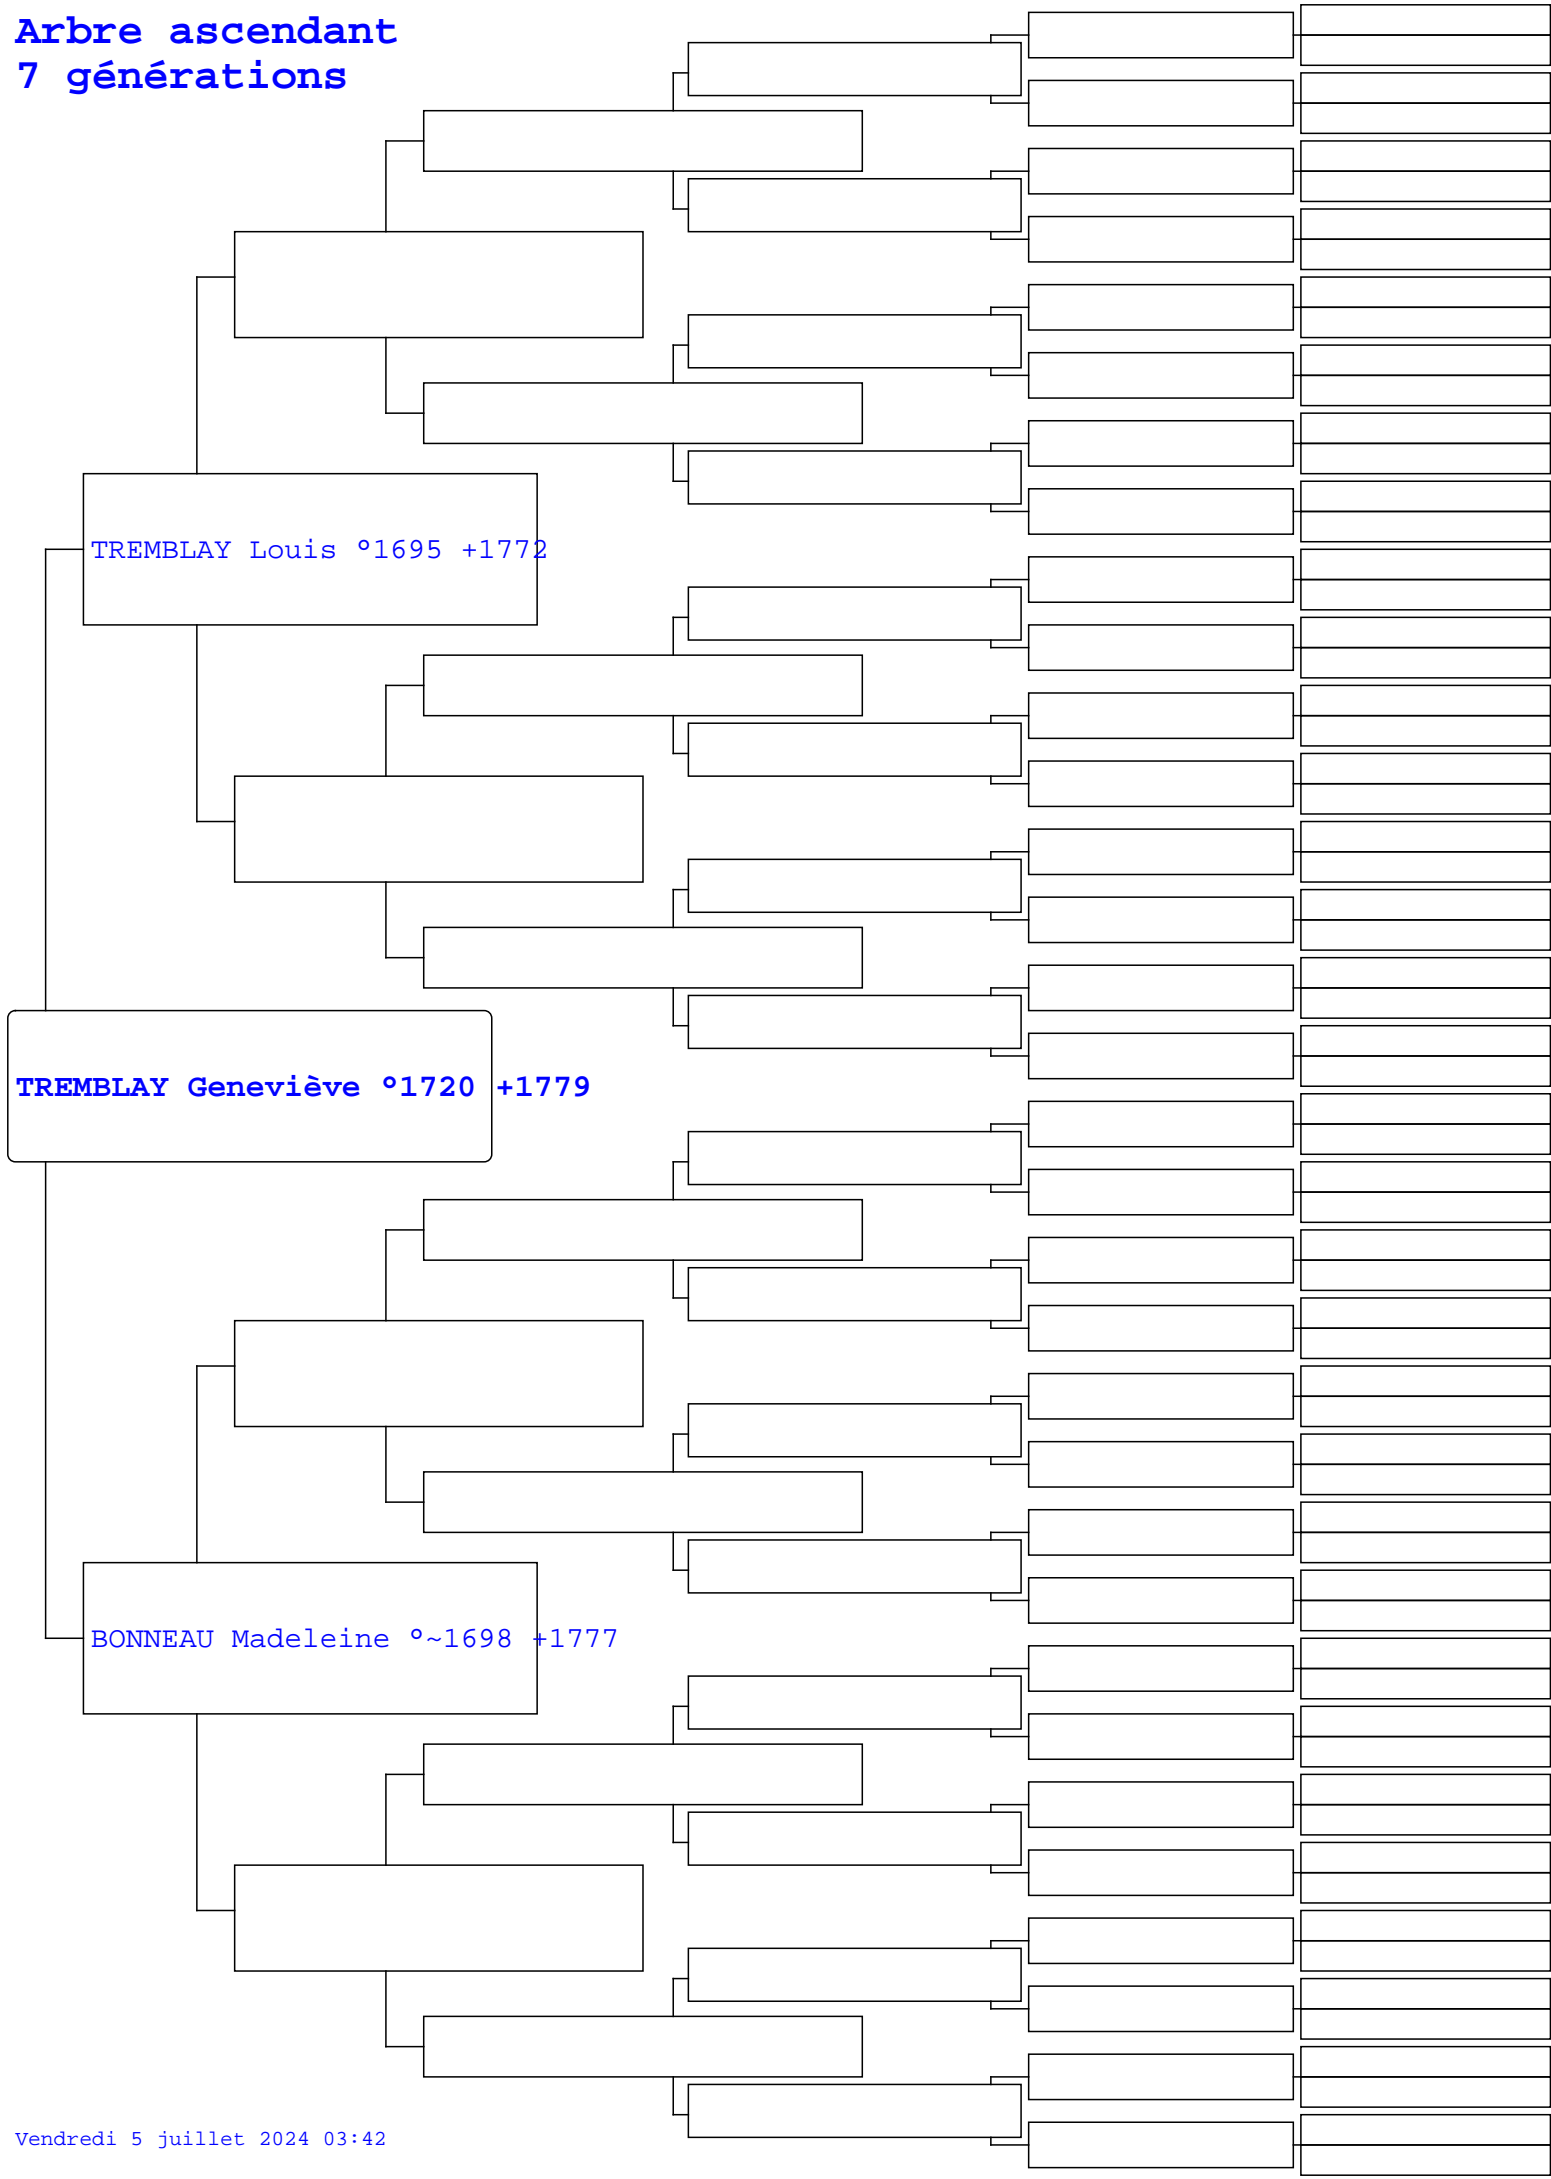 Arbre ascendant
7 générations
TREMBLAY Louis °1695 +1772
TREMBLAY Geneviève °1720 +1779
BONNEAU Madeleine °~1698 +1777
Vendredi 5 juillet 2024 03:42